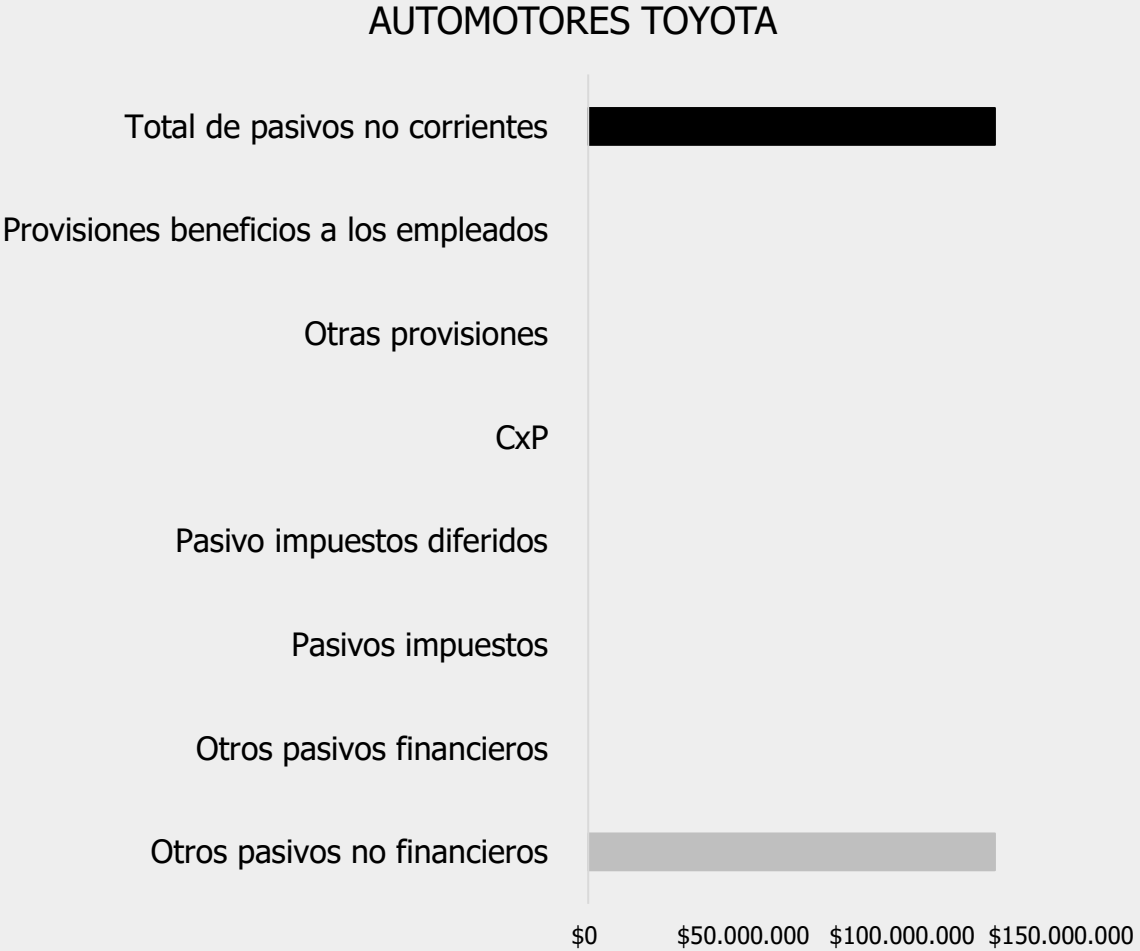 AUTOMOTORES TOYOTA
Total de pasivos no corrientes
Provisiones beneficios a los empleados
Otras provisiones
CxP
Pasivo impuestos diferidos
Pasivos impuestos
Otros pasivos financieros
Otros pasivos no financieros
$0 $50.000.000 $100.000.000 $150.000.000